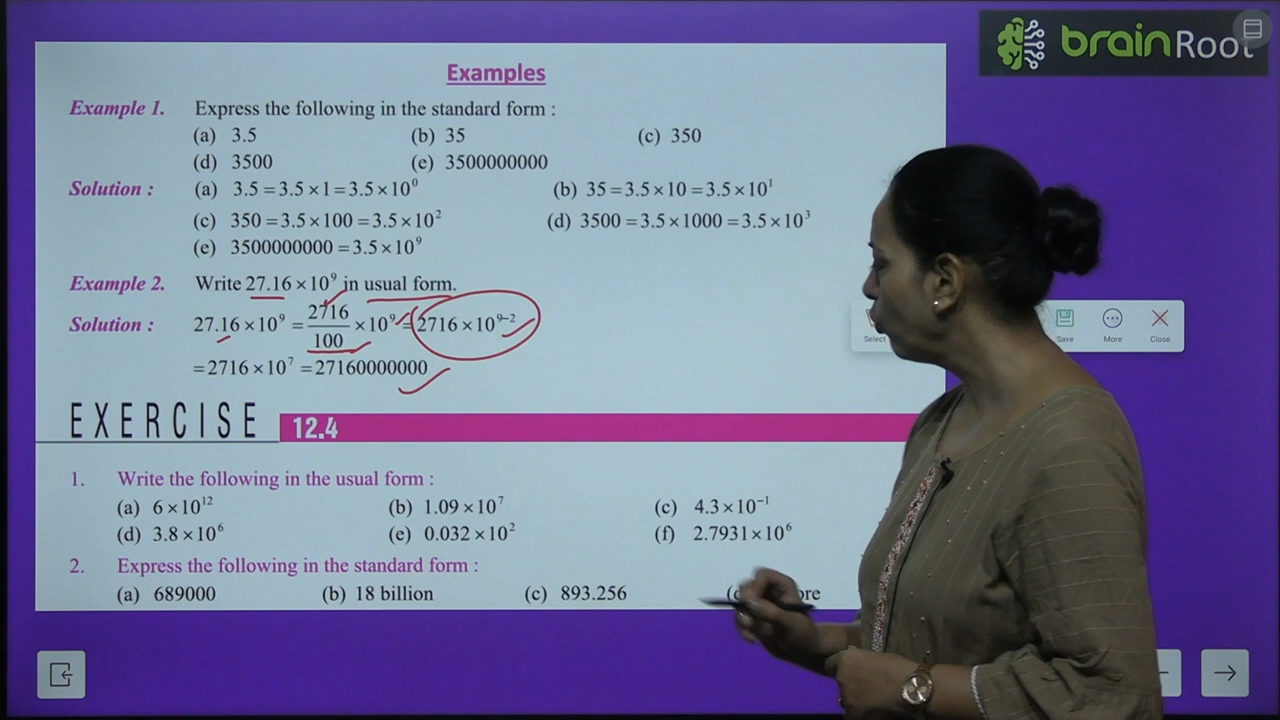 brainRoot
Examples
Example 1. Express the following in the standard form :
(a) 3.5 (b) 35 (c) 350
(d) 3500 (e) 3500000000
Solution : (a) 3.5 = 3.5 × 1 = 3.5 × 10⁰ (b) 35 = 3.5 × 10 = 3.5 × 10¹
(c) 350 = 3.5 × 100 = 3.5 × 10² (d) 3500 = 3.5 × 1000 = 3.5 × 10³
(e) 3500000000 = 3.5 × 10⁹
Example 2. Write 27.16 × 10⁹ in usual form.
Solution : 27.16 × 10⁹ = 2716/100 × 10⁹ = 2716 × 10⁹⁻²
= 2716 × 10⁷ = 27160000000
Select Save More Close
EXERCISE 12.4
1. Write the following in the usual form :
(a) 6 × 10¹² (b) 1.09 × 10⁷ (c) 4.3 × 10⁻¹
(d) 3.8 × 10⁶ (e) 0.032 × 10² (f) 2.7931 × 10⁶
2. Express the following in the standard form :
(a) 689000 (b) 18 billion (c) 893.256